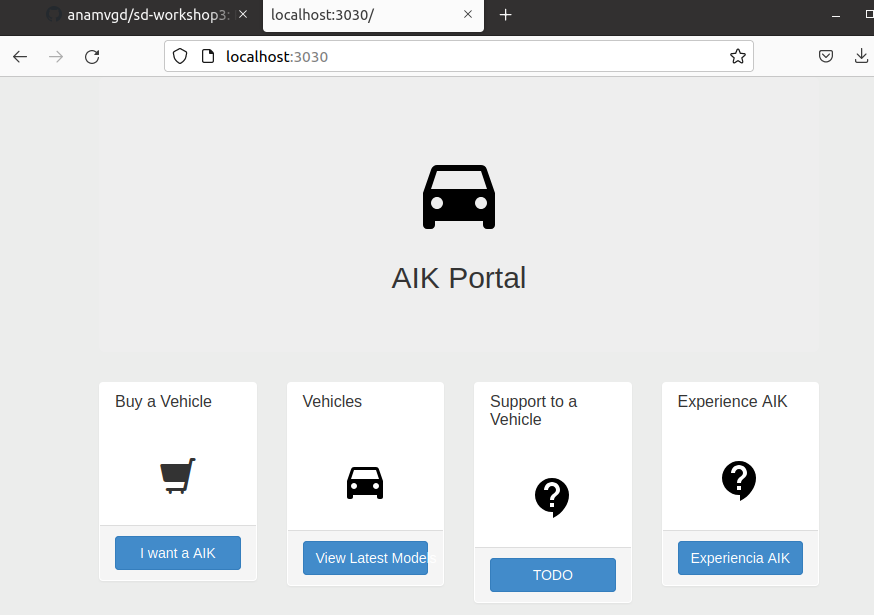 anamvgd/sd-workshop3:
localhost:3030/
localhost:3030
AIK Portal
Buy a Vehicle
Vehicles
Support to a
Vehicle
Experience AIK
I want a AIK
View Latest Models
TODO
Experiencia AIK